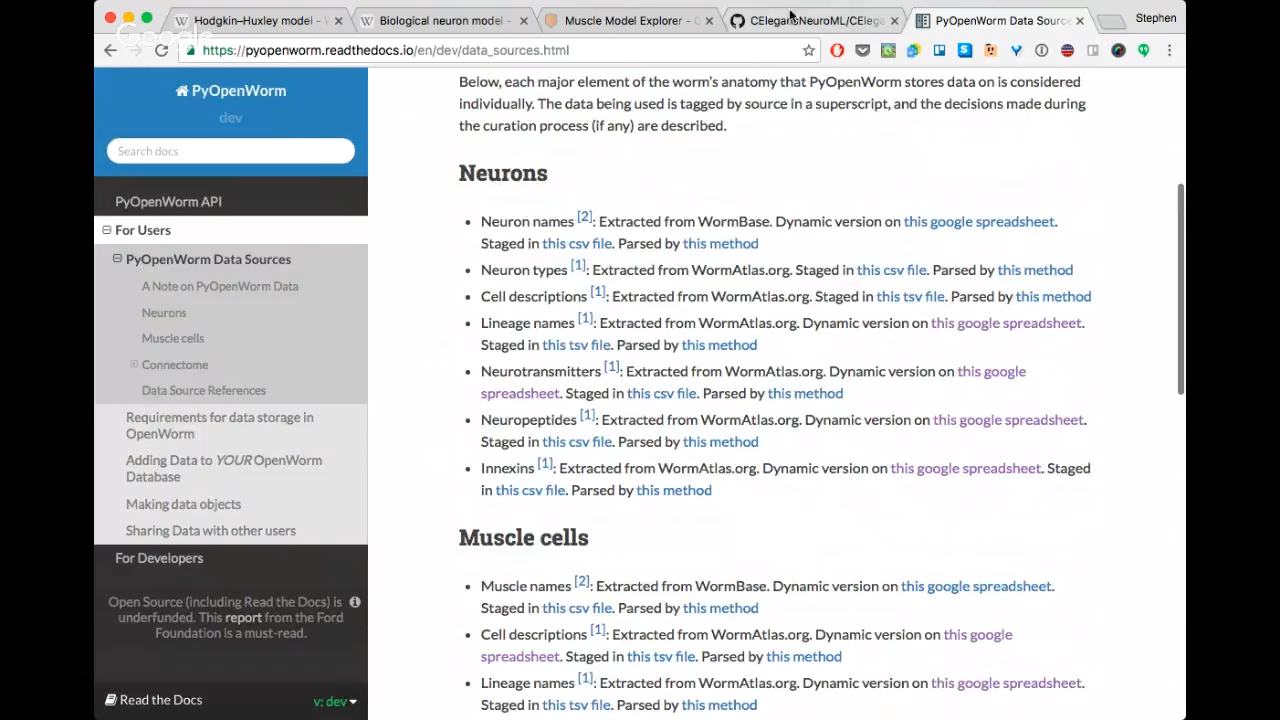 Hodgkin–Huxley model -
Biological neuron model -
Muscle Model Explorer -
CElegansNeuroML/CElega
PyOpenWorm Data Source
Stephen
Google
https://pyopenworm.readthedocs.io/en/dev/data_sources.html
PyOpenWorm
dev
Search docs
PyOpenWorm API
For Users
PyOpenWorm Data Sources
A Note on PyOpenWorm Data
Neurons
Muscle cells
Connectome
Data Source References
Requirements for data storage in
OpenWorm
Adding Data to YOUR OpenWorm
Database
Making data objects
Sharing Data with other users
For Developers
Open Source (including Read the Docs) is
underfunded. This report from the Ford
Foundation is a must-read.
Read the Docs
v: dev
Below, each major element of the worm's anatomy that PyOpenWorm stores data on is considered
individually. The data being used is tagged by source in a superscript, and the decisions made during
the curation process (if any) are described.
Neurons
Neuron names [2]: Extracted from WormBase. Dynamic version on this google spreadsheet.
Staged in this csv file. Parsed by this method
Neuron types [1]: Extracted from WormAtlas.org. Staged in this csv file. Parsed by this method
Cell descriptions [1]: Extracted from WormAtlas.org. Staged in this tsv file. Parsed by this method
Lineage names [1]: Extracted from WormAtlas.org. Dynamic version on this google spreadsheet.
Staged in this tsv file. Parsed by this method
Neurotransmitters [1]: Extracted from WormAtlas.org. Dynamic version on this google
spreadsheet. Staged in this csv file. Parsed by this method
Neuropeptides [1]: Extracted from WormAtlas.org. Dynamic version on this google spreadsheet.
Staged in this csv file. Parsed by this method
Innexins [1]: Extracted from WormAtlas.org. Dynamic version on this google spreadsheet. Staged
in this csv file. Parsed by this method
Muscle cells
Muscle names [2]: Extracted from WormBase. Dynamic version on this google spreadsheet.
Staged in this csv file. Parsed by this method
Cell descriptions [1]: Extracted from WormAtlas.org. Dynamic version on this google
spreadsheet. Staged in this tsv file. Parsed by this method
Lineage names [1]: Extracted from WormAtlas.org. Dynamic version on this google spreadsheet.
Staged in this tsv file. Parsed by this method